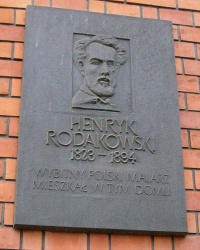 HENRYK
RODAKOWSKI
1823 – 1894
WYBITNY POLSKI MALARZ
MIESZKAŁ W TYM DOMU